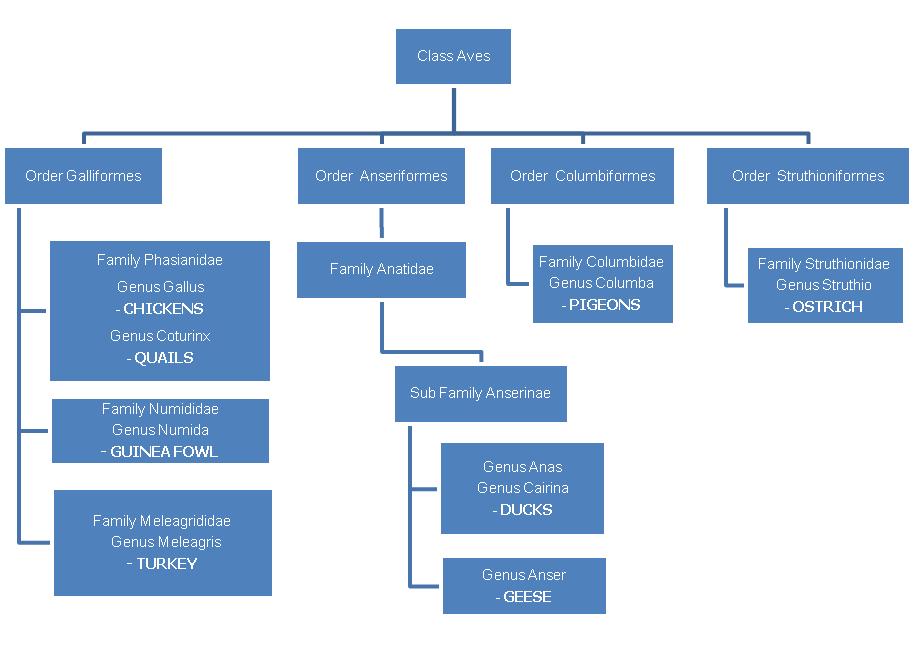 Class Aves
Order Galliformes
Order Anseriformes
Order Columbiformes
Order Struthioniformes
Family Phasianidae
Genus Gallus
- CHICKENS
Genus Coturinx
- QUAILS
Family Numididae
Genus Numida
- GUINEA FOWL
Family Meleagrididae
Genus Meleagris
- TURKEY
Family Anatidae
Sub Family Anserinae
Genus Anas
Genus Cairina
- DUCKS
Genus Anser
- GEESE
Family Columbidae
Genus Columba
- PIGEONS
Family Struthionidae
Genus Struthio
- OSTRICH